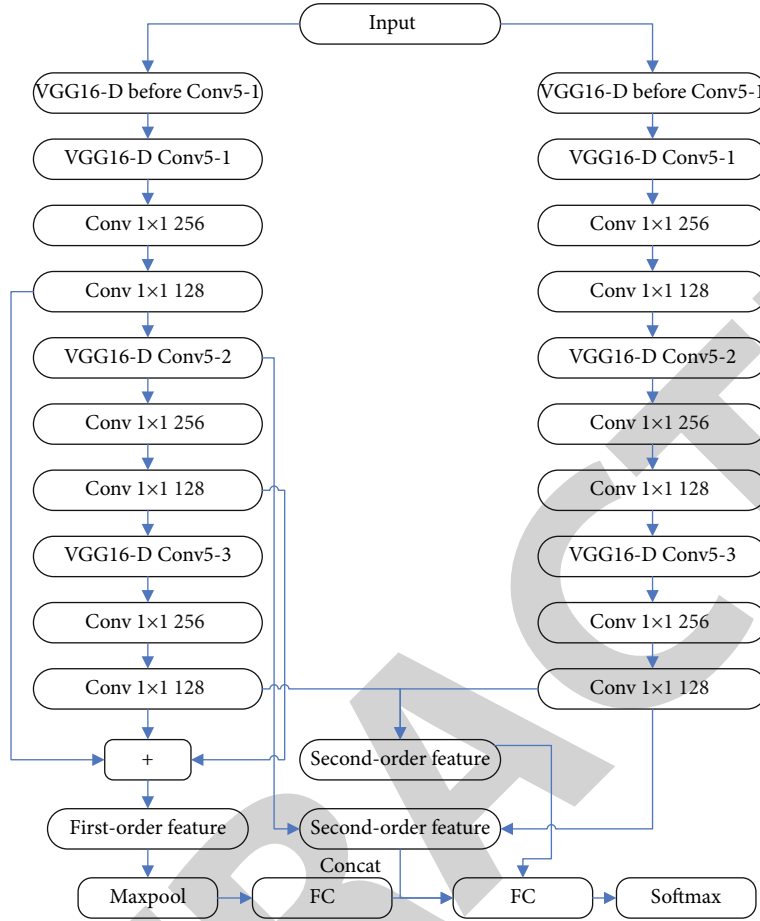 Input
VGG16-D before Conv5-1
VGG16-D before Conv5-1
VGG16-D Conv5-1
VGG16-D Conv5-1
Conv 1×1 256
Conv 1×1 256
Conv 1×1 128
Conv 1×1 128
VGG16-D Conv5-2
VGG16-D Conv5-2
Conv 1×1 256
Conv 1×1 256
Conv 1×1 128
Conv 1×1 128
VGG16-D Conv5-3
VGG16-D Conv5-3
Conv 1×1 256
Conv 1×1 256
Conv 1×1 128
Conv 1×1 128
+
Second-order feature
First-order feature
Second-order feature
Concat
Maxpool
FC
FC
Softmax